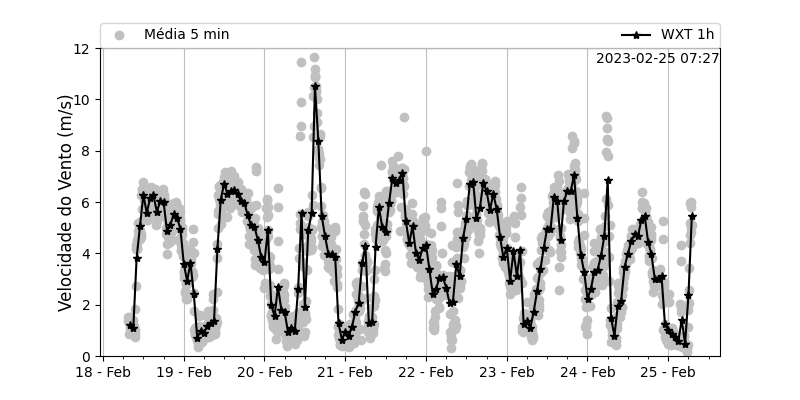 Média 5 min
WXT 1h
2023-02-25 07:27
Velocidade do Vento (m/s)
12
10
8
6
4
2
0
18 - Feb
19 - Feb
20 - Feb
21 - Feb
22 - Feb
23 - Feb
24 - Feb
25 - Feb